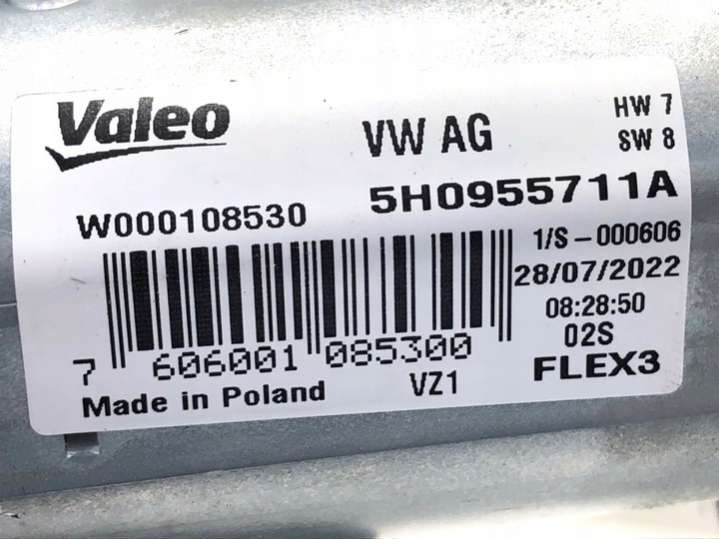 Valeo
VW AG
HW 7
SW 8
W000108530
5H0955711A
1/S-000606
28/07/2022
08:28:50
02S
7 606001 085300
VZ1
FLEX3
Made in Poland